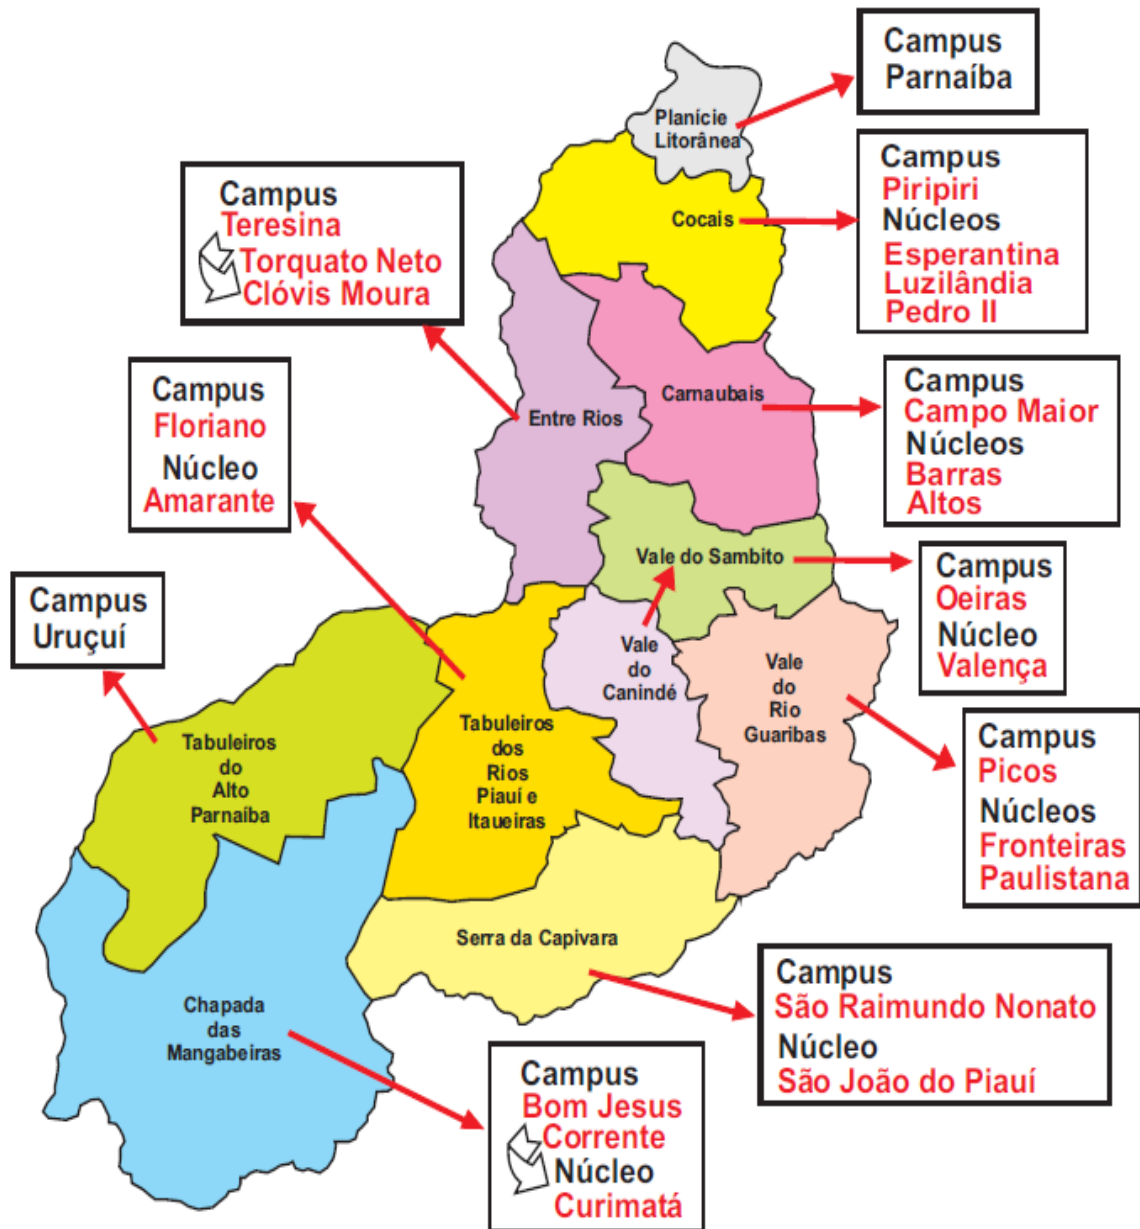 Campus
Parnaíba
Planície
Litorânea
Campus
Piripiri
Núcleos
Esperantina
Luzilândia
Pedro II
Campus
Teresina
Torquato Neto
Clóvis Moura
Cocais
Campus
Floriano
Núcleo
Amarante
Entre Rios
Carnaubais
Campus
Campo Maior
Núcleos
Barras
Altos
Vale do Sambito
Campus
Oeiras
Núcleo
Valença
Campus
Uruçuí
Vale
do
Canindé
Vale
do
Rio
Guaribas
Campus
Picos
Núcleos
Fronteiras
Paulistana
Tabuleiros
do
Alto
Parnaíba
Tabuleiros
dos
Rios
Piauí e
Itaueiras
Serra da Capivara
Campus
São Raimundo Nonato
Núcleo
São João do Piauí
Chapada
das
Mangabeiras
Campus
Bom Jesus
Corrente
Núcleo
Curimatá